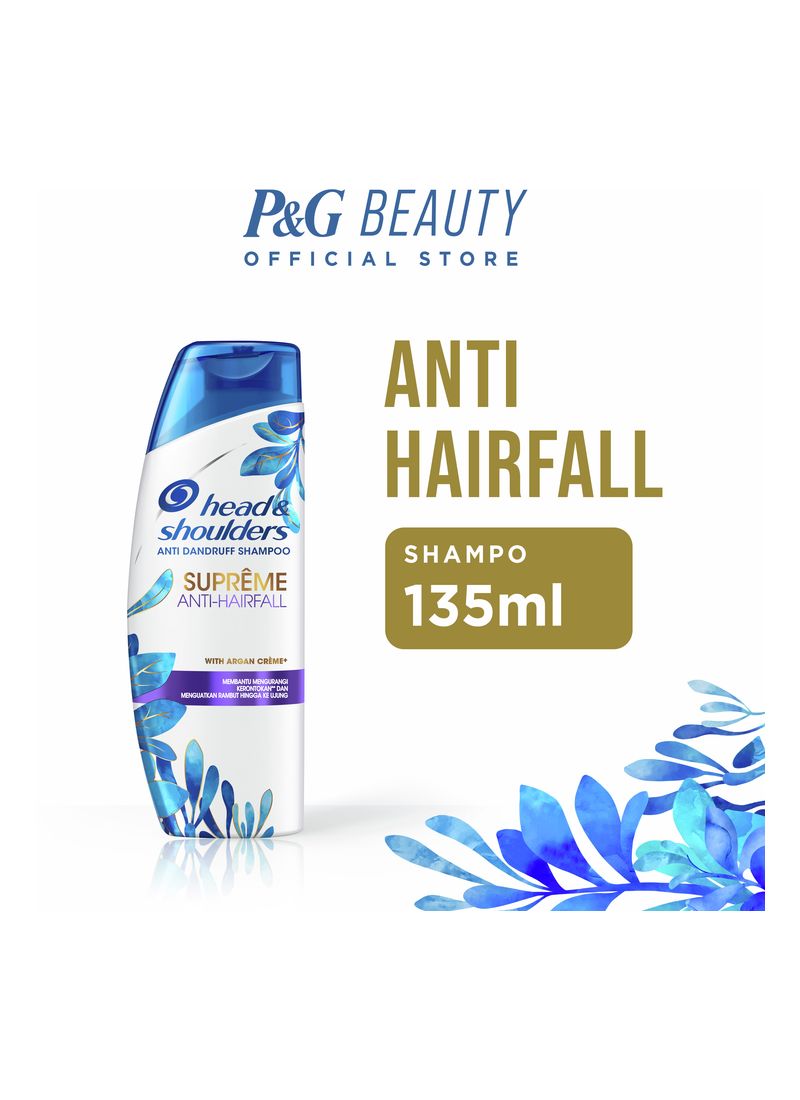 P&G BEAUTY
OFFICIAL STORE
ANTI
HAIRFALL
SHAMPO
135ml
head &
shoulders
ANTI DANDRUFF SHAMPOO
SUPRÊME
ANTI-HAIRFALL
WITH ARGAN CRÈME+
MEMBANTU MENGURANGI
KERONTOKAN** DAN
MENGUATKAN RAMBUT HINGGA KE UJUNG